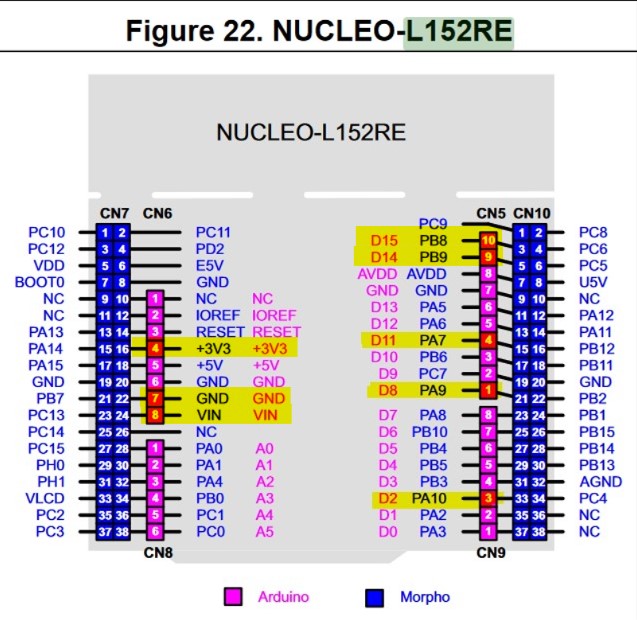 Figure 22. NUCLEO-L152RE
NUCLEO-L152RE
CN7 CN6 CN5 CN10
PC9
PC10 1 2 PC11 D15 PB8 10 1 2 PC8
PC12 3 4 PD2 D14 PB9 9 3 4 PC6
VDD 5 6 E5V AVDD AVDD 8 5 6 PC5
BOOT0 7 8 GND GND GND 7 7 8 U5V
NC 9 10 1 NC NC D13 PA5 6 9 10 NC
NC 11 12 2 IOREF IOREF D12 PA6 5 11 12 PA12
PA13 13 14 3 RESET RESET D11 PA7 4 13 14 PA11
PA14 15 16 4 +3V3 +3V3 D10 PB6 3 15 16 PB12
PA15 17 18 5 +5V +5V D9 PC7 2 17 18 PB11
GND 19 20 6 GND GND D8 PA9 1 19 20 GND
PB7 21 22 7 GND GND 21 22 PB2
PC13 23 24 8 VIN VIN D7 PA8 8 23 24 PB1
PC14 25 26 NC D6 PB10 7 25 26 PB15
PC15 27 28 1 PA0 A0 D5 PB4 6 27 28 PB14
PH0 29 30 2 PA1 A1 D4 PB5 5 29 30 PB13
PH1 31 32 3 PA4 A2 D3 PB3 4 31 32 AGND
VLCD 33 34 4 PB0 A3 D2 PA10 3 33 34 PC4
PC2 35 36 5 PC1 A4 D1 PA2 2 35 36 NC
PC3 37 38 6 PC0 A5 D0 PA3 1 37 38 NC
CN8 CN9
Arduino Morpho